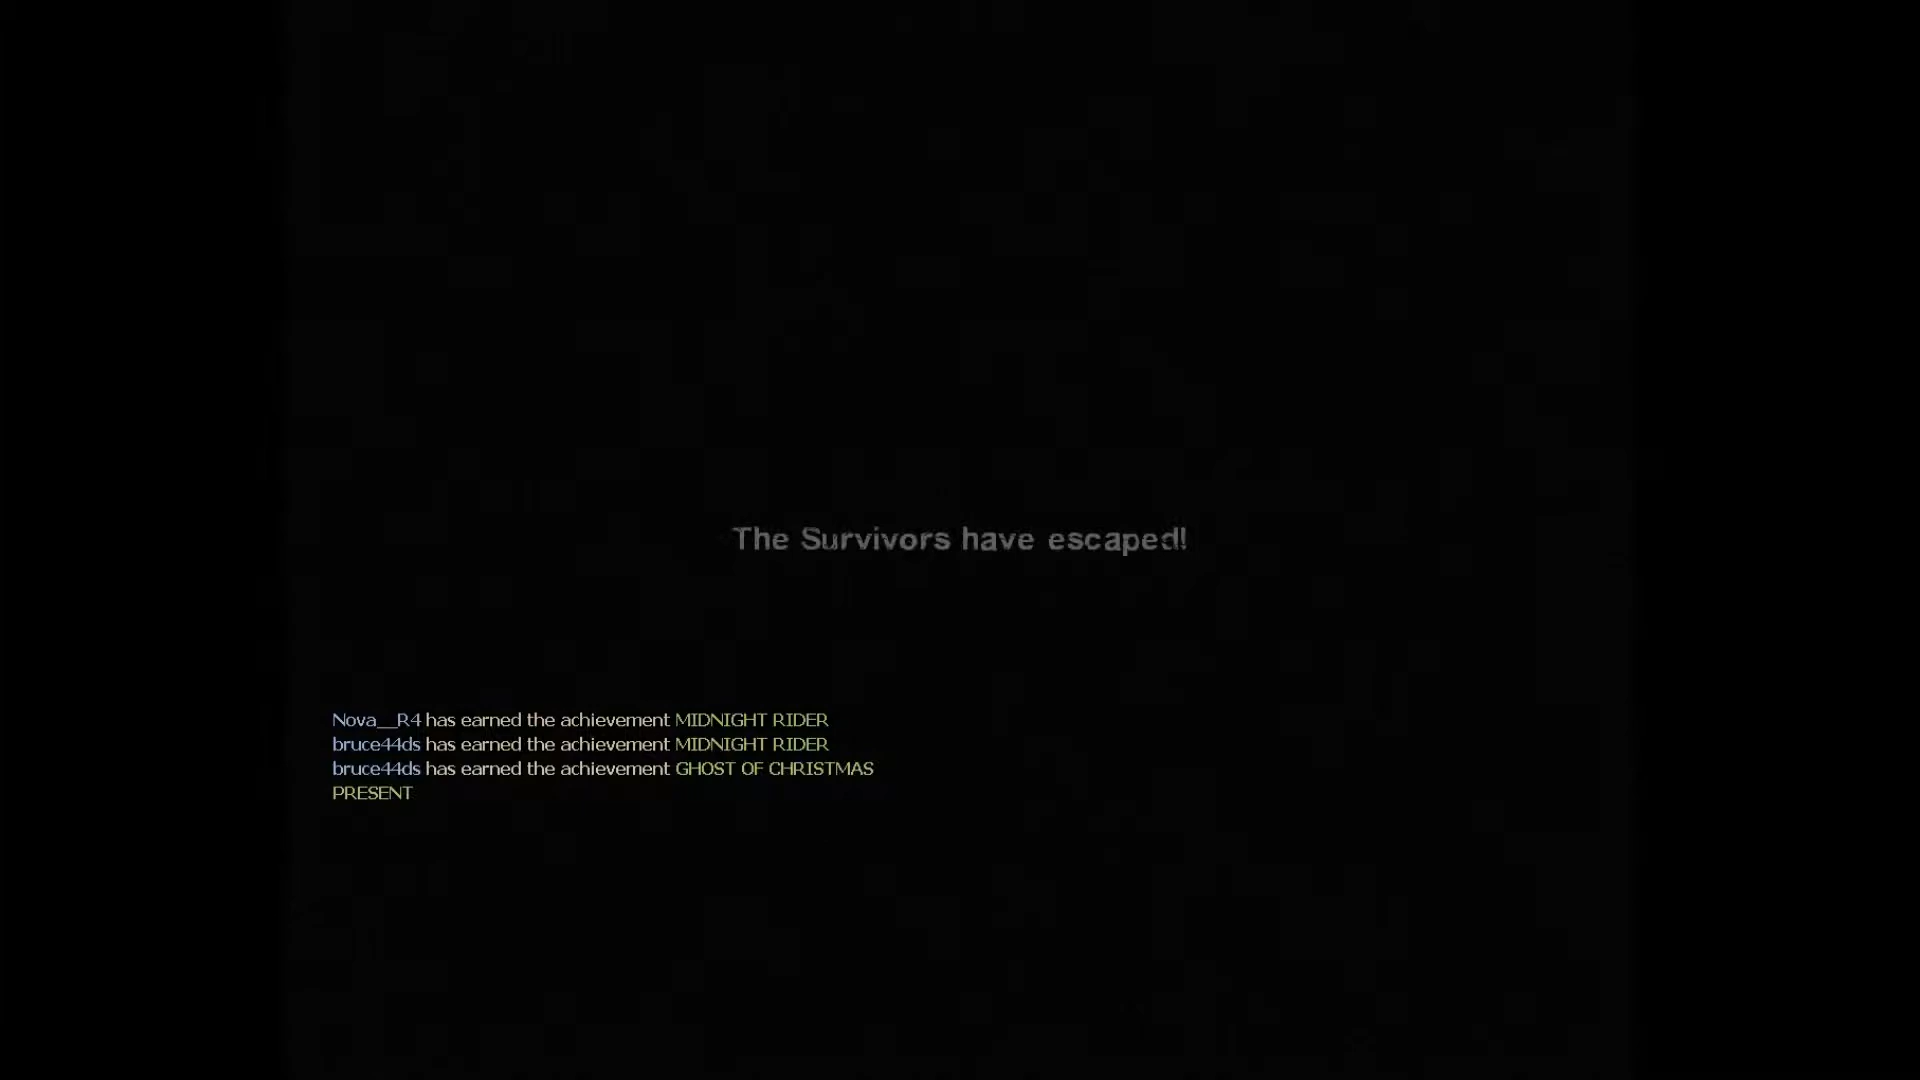 The Survivors have escaped!
Nova__R4 has earned the achievement MIDNIGHT RIDER
bruce44ds has earned the achievement MIDNIGHT RIDER
bruce44ds has earned the achievement GHOST OF CHRISTMAS
PRESENT